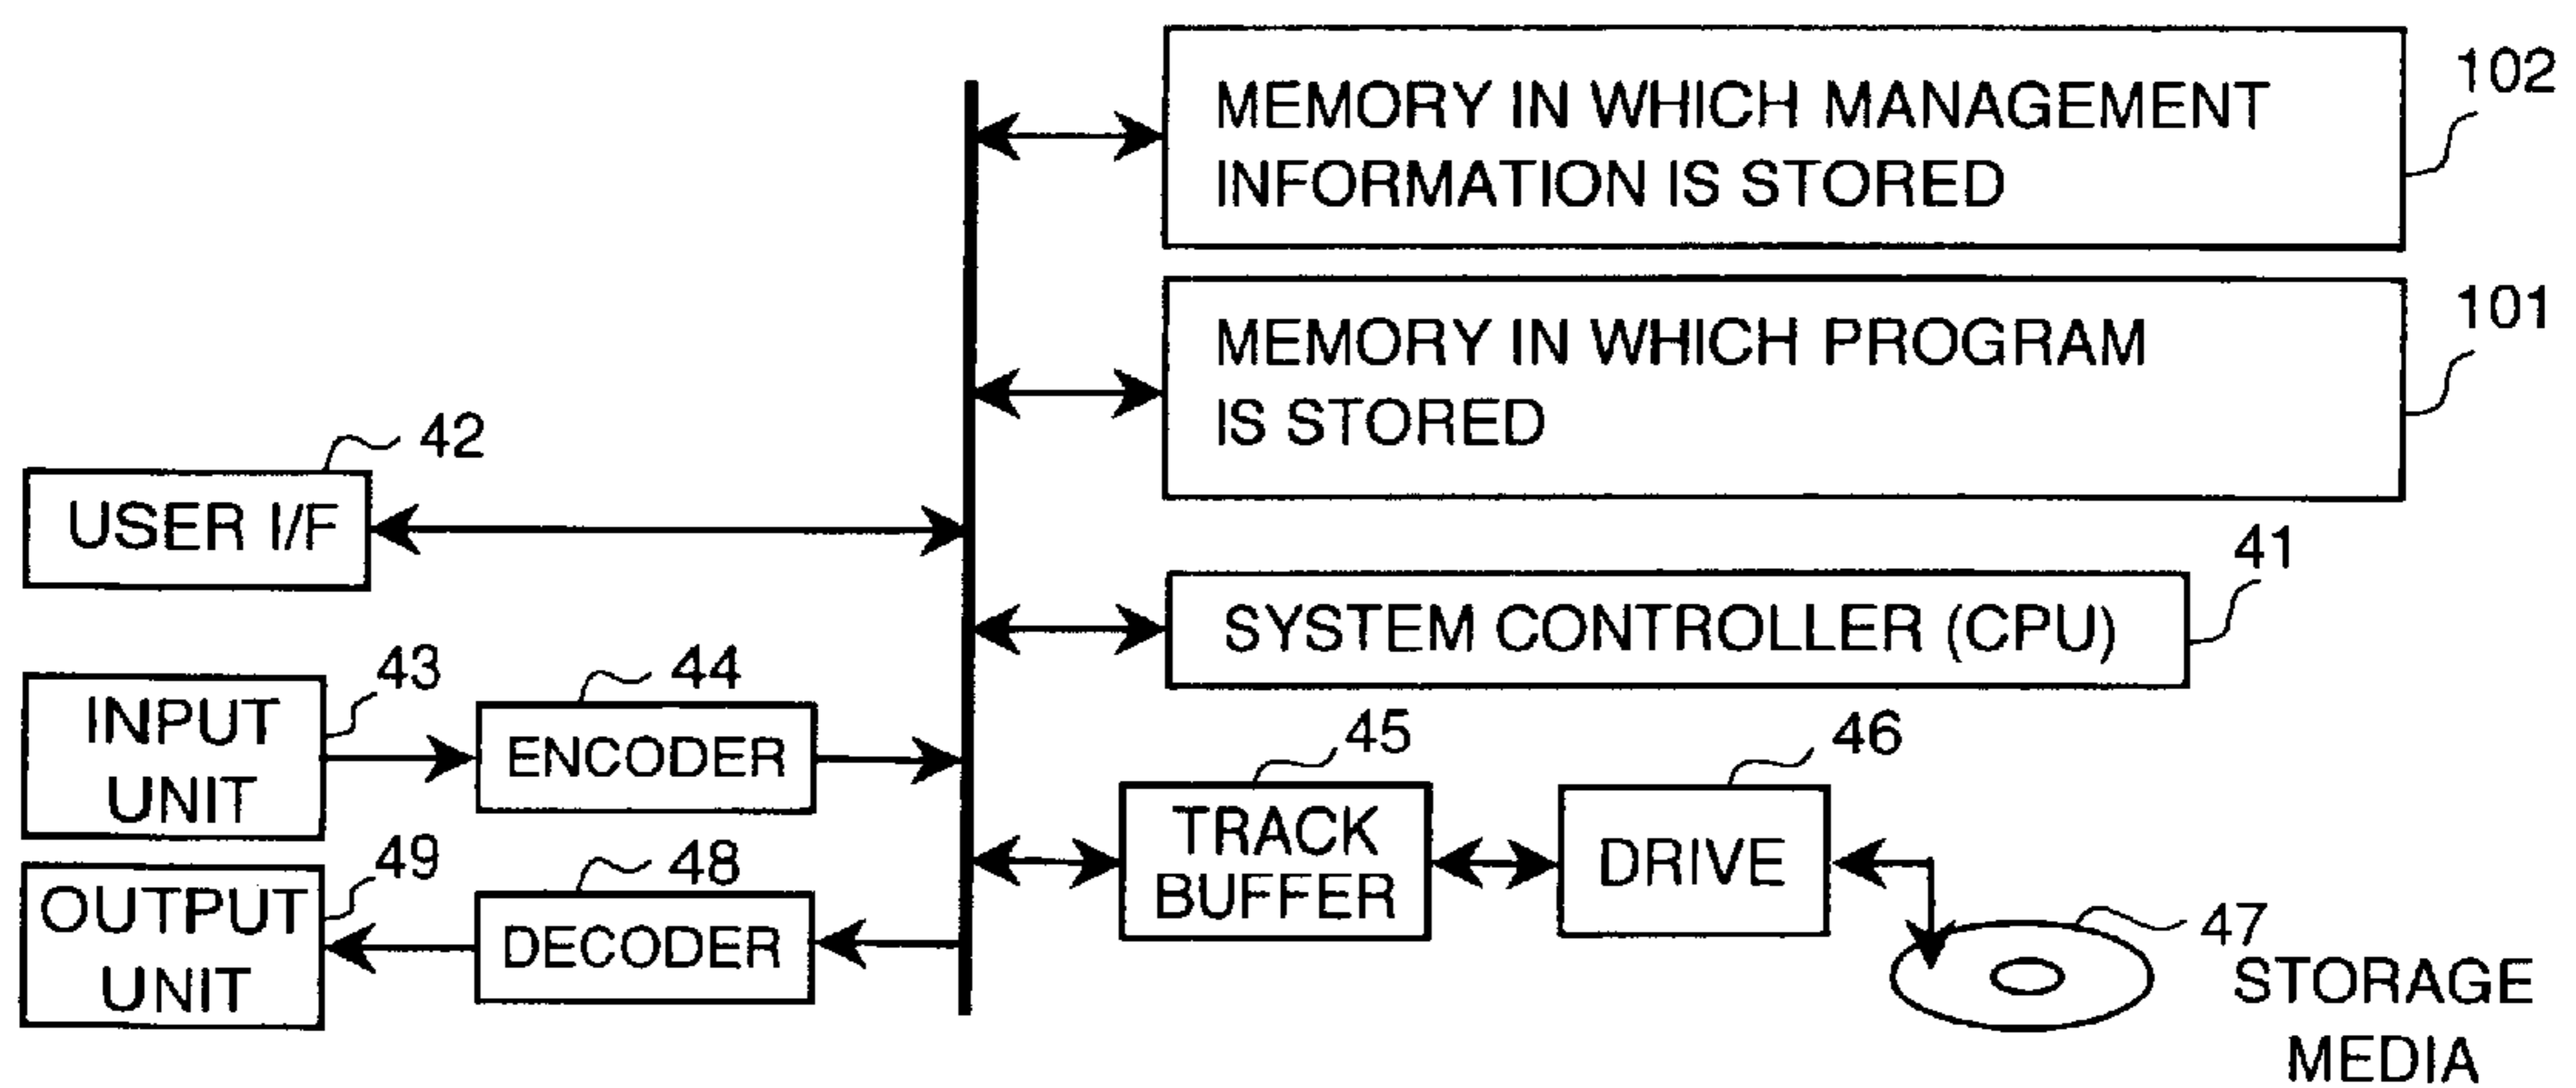 102
MEMORY IN WHICH MANAGEMENT
INFORMATION IS STORED
101
MEMORY IN WHICH PROGRAM
IS STORED
42
USER I/F
41
SYSTEM CONTROLLER (CPU)
43
INPUT
UNIT
44
ENCODER
45
TRACK
BUFFER
46
DRIVE
49
OUTPUT
UNIT
48
DECODER
47
STORAGE
MEDIA